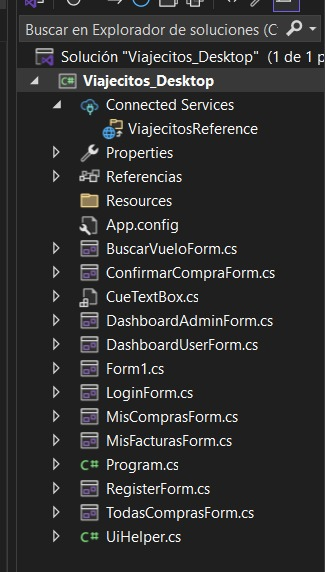 Buscar en Explorador de soluciones (
Solución "Viajecitos_Desktop" (1 de 1 p
C# Viajecitos_Desktop
Connected Services
ViajecitosReference
Properties
Referencias
Resources
App.config
BuscarVueloForm.cs
ConfirmarCompraForm.cs
CueTextBox.cs
DashboardAdminForm.cs
DashboardUserForm.cs
Form1.cs
LoginForm.cs
MisComprasForm.cs
MisFacturasForm.cs
C# Program.cs
RegisterForm.cs
TodasComprasForm.cs
C# UiHelper.cs